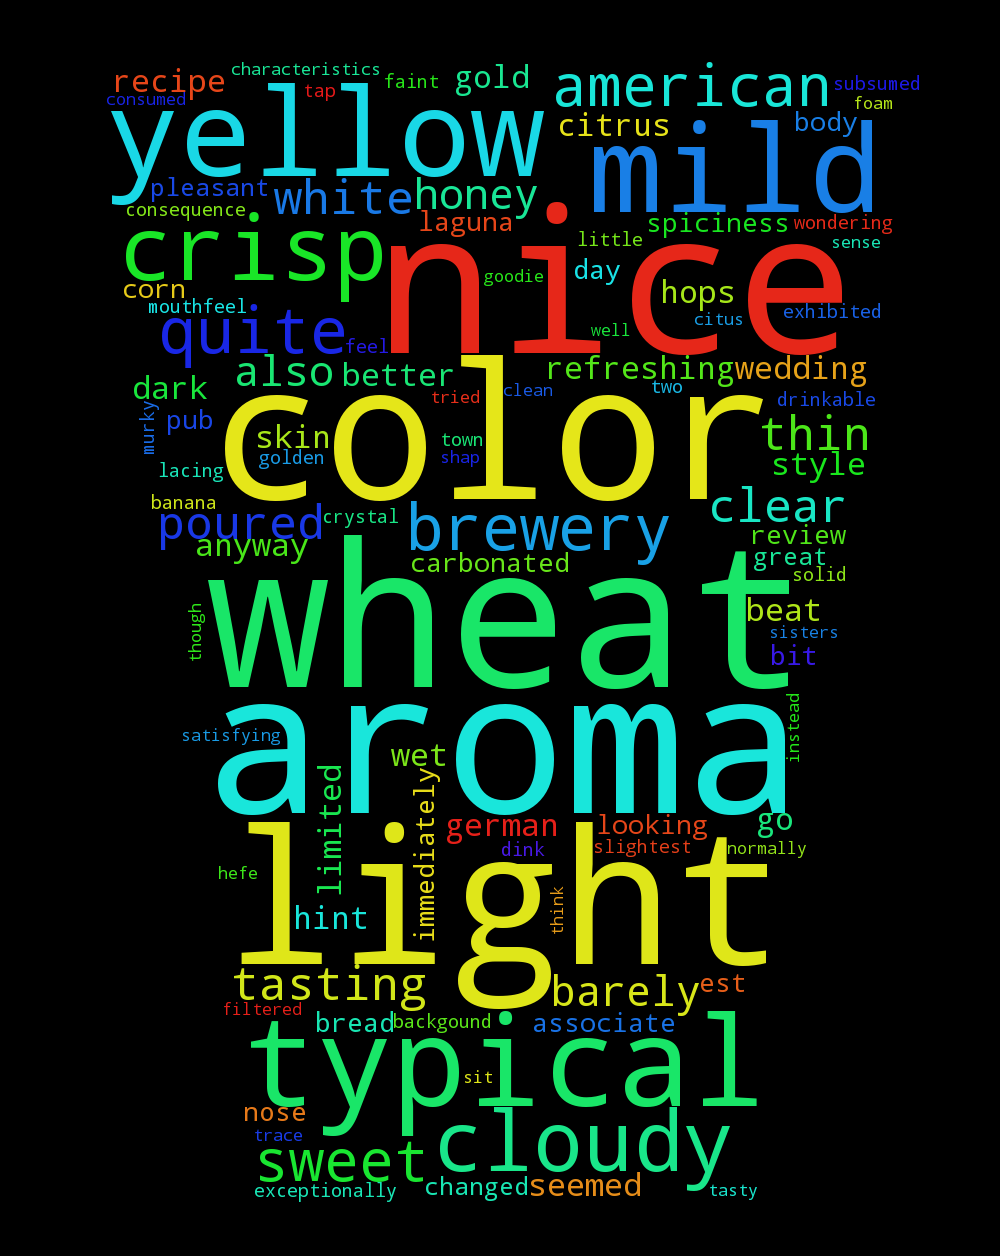 characteristics
recipe
tap
faint
gold
american
subsumed
consumed
foam
yellow
citrus
body
mild
pleasant
white
honey
consequence
laguna
spiciness
wondering
crisp
nice
little
sense
goodie
day
corn
mouthfeel
hops
exhibited
citus
quite
feel
well
also
better
refreshing
wedding
dark
color
tried
clean
two
drinkable
murky
pub
skin
town
thin
golden
shap
style
lacing
banana
poured
crystal
brewery
clear
anyway
carbonated
review
great
solid
wheat
though
beat
sisters
bit
aroma
satisfying
instead
wet
limited
immediately
german
looking
go
light
dink
slightest
normally
hefe
think
hint
tasting
barely
est
filtered
bread
backgound
associate
typical
sit
nose
trace
cloudy
sweet
exceptionally
changed
seemed
tasty